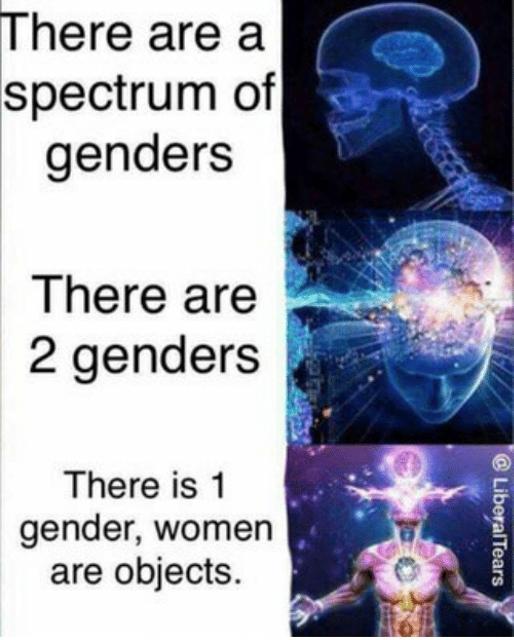 There are a
spectrum of
genders
There are
2 genders
There is 1
gender, women
are objects.
@LiberalTears